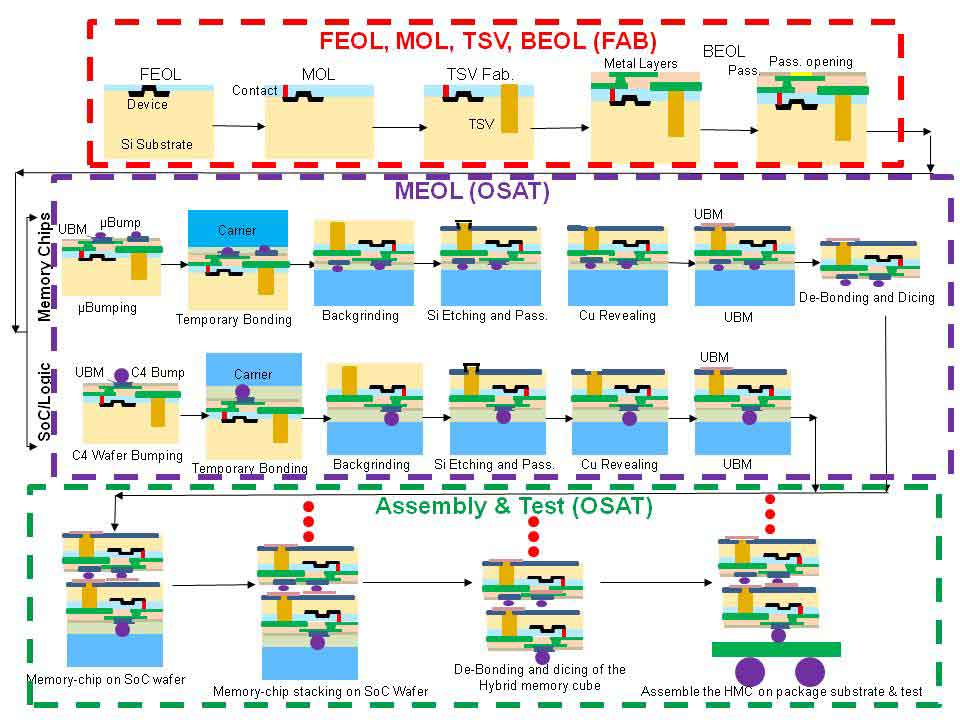 FEOL, MOL, TSV, BEOL (FAB)
FEOL
MOL
TSV Fab.
Metal Layers
BEOL
Pass.
Pass. opening
Contact
Device
TSV
Si Substrate
MEOL (OSAT)
Memory Chips
UBM
µBump
Carrier
UBM
µBumping
Temporary Bonding
Backgrinding
Si Etching and Pass.
Cu Revealing
UBM
De-Bonding and Dicing
SoC/Logic
UBM
C4 Bump
Carrier
UBM
C4 Wafer Bumping
Temporary Bonding
Backgrinding
Si Etching and Pass.
Cu Revealing
UBM
Assembly & Test (OSAT)
Memory-chip on SoC wafer
Memory-chip stacking on SoC Wafer
De-Bonding and dicing of the
Hybrid memory cube
Assemble the HMC on package substrate & test